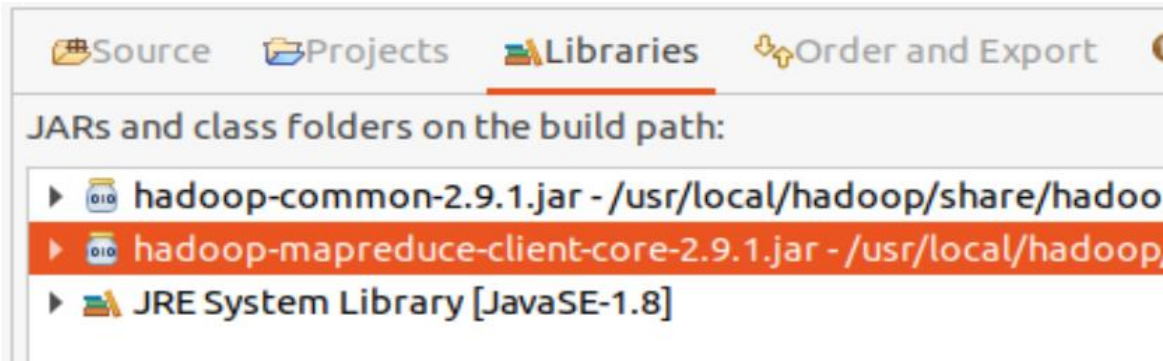 Source Projects Libraries Order and Export
JARs and class folders on the build path:
hadoop-common-2.9.1.jar - /usr/local/hadoop/share/hadoo
hadoop-mapreduce-client-core-2.9.1.jar - /usr/local/hadoop/
JRE System Library [JavaSE-1.8]